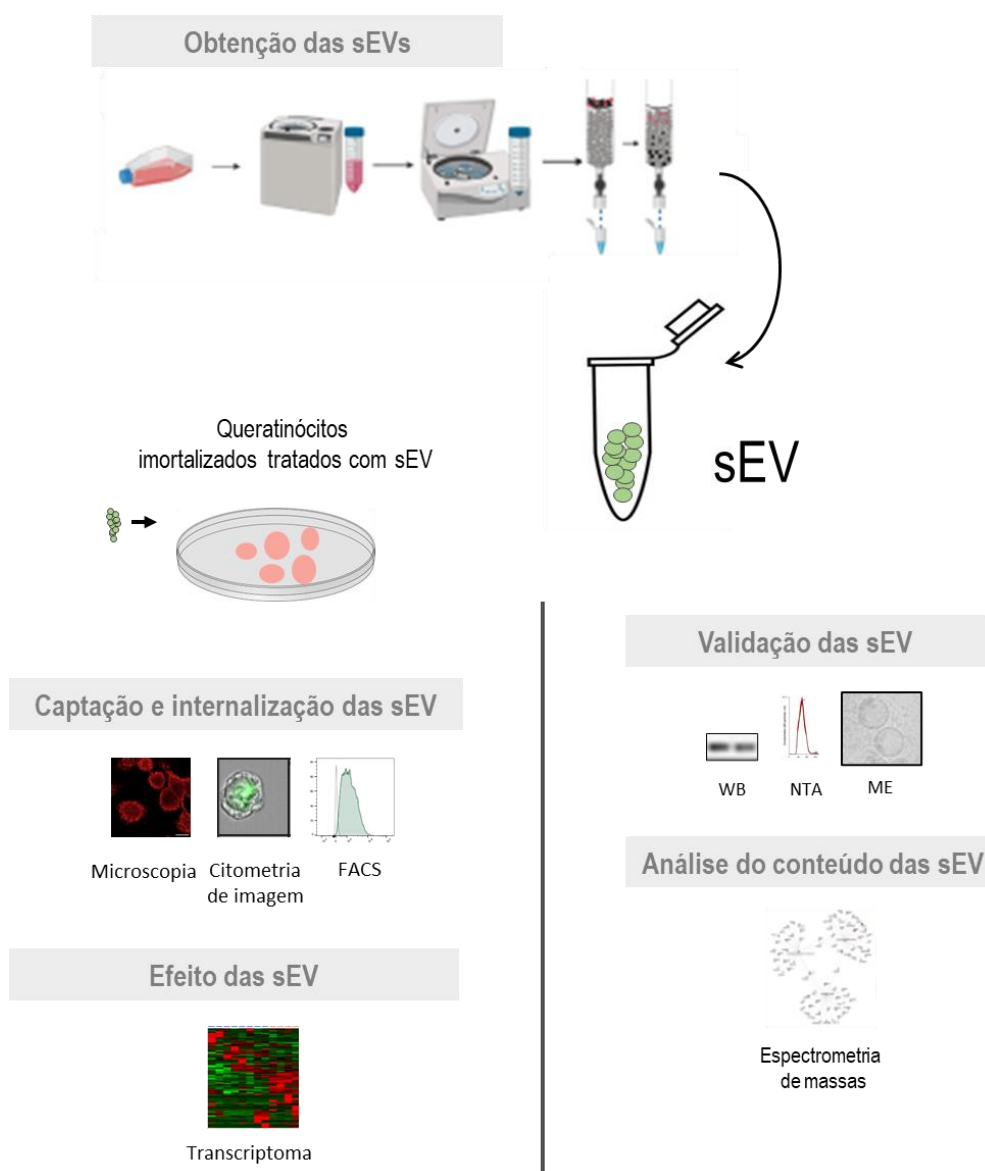 Obtenção das sEVs
sEV
Queratinócitos
imortalizados tratados com sEV
Captação e internalização das sEV
Microscopia
Citometria
de imagem
FACS
Efeito das sEV
Transcriptoma
Validação das sEV
WB
NTA
ME
Análise do conteúdo das sEV
Espectrometria
de massas